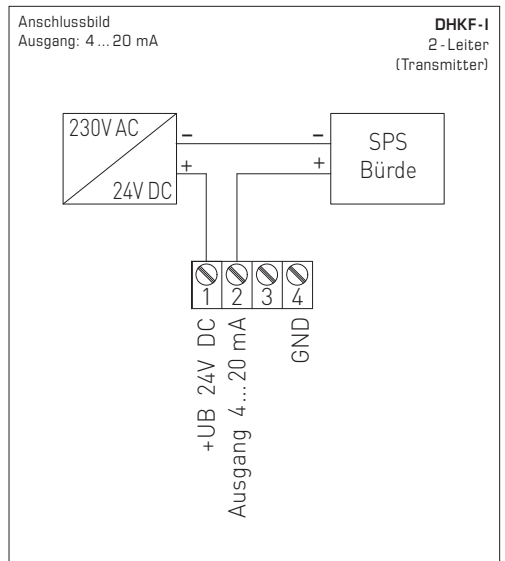 Anschlussbild
Ausgang: 4 ... 20 mA
DHKF-I
2-Leiter
(Transmitter)
230V AC
24V DC
–
+
–
+
SPS
Bürde
1 2 3 4
+UB 24V DC
Ausgang 4 ... 20 mA
GND